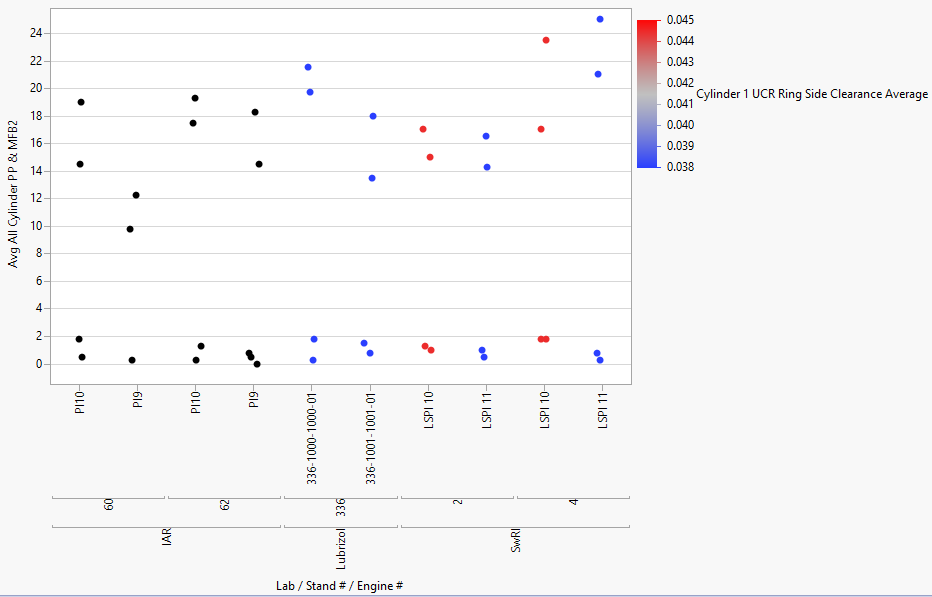 Avg All Cylinder PP & MFB2
24
22
20
18
16
14
12
10
8
6
4
2
0
PI10
PI9
PI10
PI9
336-1000-1000-01
336-1001-1001-01
LSPI 10
LSPI 11
LSPI 10
LSPI 11
60
62
336
2
4
IAR
Lubrizol
SwRI
Lab / Stand # / Engine #
0.045
0.044
0.043
0.042
0.041
0.040
0.039
0.038
Cylinder 1 UCR Ring Side Clearance Average